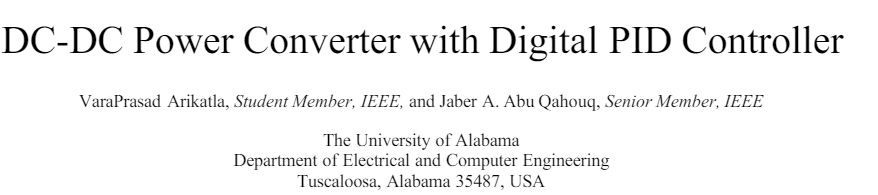 DC-DC Power Converter with Digital PID Controller
VaraPrasad Arikatla, Student Member, IEEE, and Jaber A. Abu Qahouq, Senior Member, IEEE
The University of Alabama
Department of Electrical and Computer Engineering
Tuscaloosa, Alabama 35487, USA